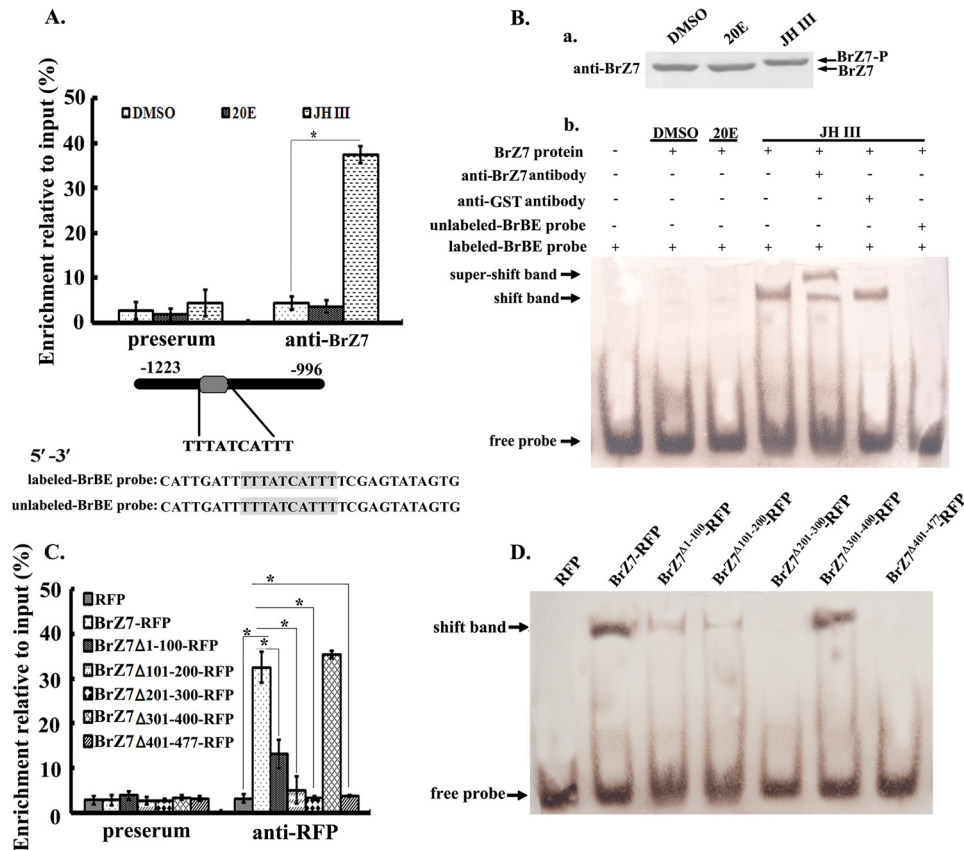 A.
Enrichment relative to input (%)
50
40
30
20
10
0
DMSO 20E JH III
*
preserum anti-BrZ7
-1223 -996
TTTATCATTT
5′-3′
labeled-BrBE probe: CATTGATTTTTATCATTTTCGAGTATAGTG
unlabeled-BrBE probe: CATTGATTTTTATCATTTTCGAGTATAGTG
B.
a.
DMSO 20E JH III
anti-BrZ7
BrZ7-P
BrZ7
b.
DMSO 20E JH III
BrZ7 protein - + + + + + +
anti-BrZ7 antibody - - - - + - -
anti-GST antibody - - - - - + -
unlabeled-BrBE probe - - - - - - +
labeled-BrBE probe + + + + + + +
super-shift band
shift band
free probe
C.
Enrichment relative to input (%)
50
40
30
20
10
0
RFP
BrZ7-RFP
BrZ7Δ1-100-RFP
BrZ7Δ101-200-RFP
BrZ7Δ201-300-RFP
BrZ7Δ301-400-RFP
BrZ7Δ401-477-RFP
*
*
*
* *
preserum anti-RFP
D.
RFP
BrZ7-RFP
BrZ7Δ1-100-RFP
BrZ7Δ101-200-RFP
BrZ7Δ201-300-RFP
BrZ7Δ301-400-RFP
BrZ7Δ401-477-RFP
shift band
free probe